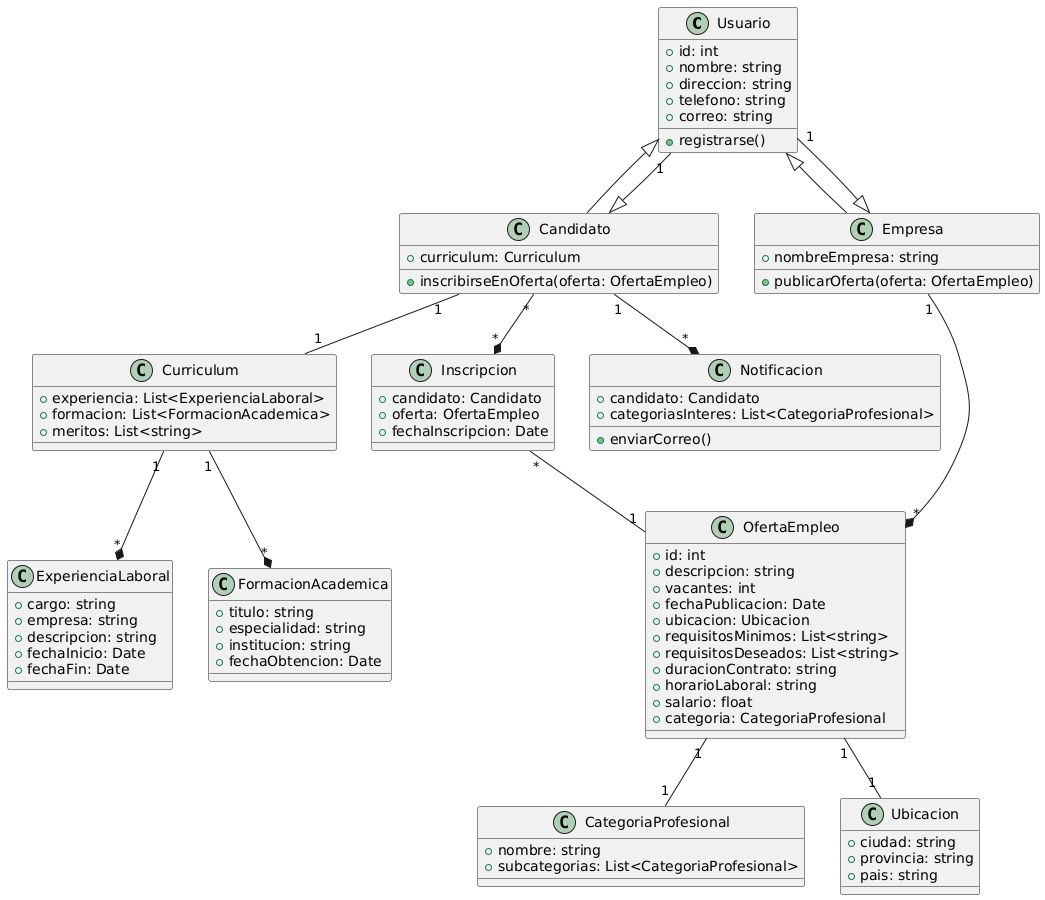 C Usuario
id: int
nombre: string
direccion: string
telefono: string
correo: string
registrarse()
1
1
C Candidato
curriculum: Curriculum
inscribirseEnOferta(oferta: OfertaEmpleo)
C Empresa
nombreEmpresa: string
publicarOferta(oferta: OfertaEmpleo)
1
*
1
1
1
*
*
C Curriculum
experiencia: List<ExperienciaLaboral>
formacion: List<FormacionAcademica>
meritos: List<string>
C Inscripcion
candidato: Candidato
oferta: OfertaEmpleo
fechaInscripcion: Date
C Notificacion
candidato: Candidato
categoriasInteres: List<CategoriaProfesional>
enviarCorreo()
1
1
*
*
*
1
*
C ExperienciaLaboral
cargo: string
empresa: string
descripcion: string
fechaInicio: Date
fechaFin: Date
C FormacionAcademica
titulo: string
especialidad: string
institucion: string
fechaObtencion: Date
C OfertaEmpleo
id: int
descripcion: string
vacantes: int
fechaPublicacion: Date
ubicacion: Ubicacion
requisitosMinimos: List<string>
requisitosDeseados: List<string>
duracionContrato: string
horarioLaboral: string
salario: float
categoria: CategoriaProfesional
1
1
1
1
C CategoriaProfesional
nombre: string
subcategorias: List<CategoriaProfesional>
C Ubicacion
ciudad: string
provincia: string
pais: string